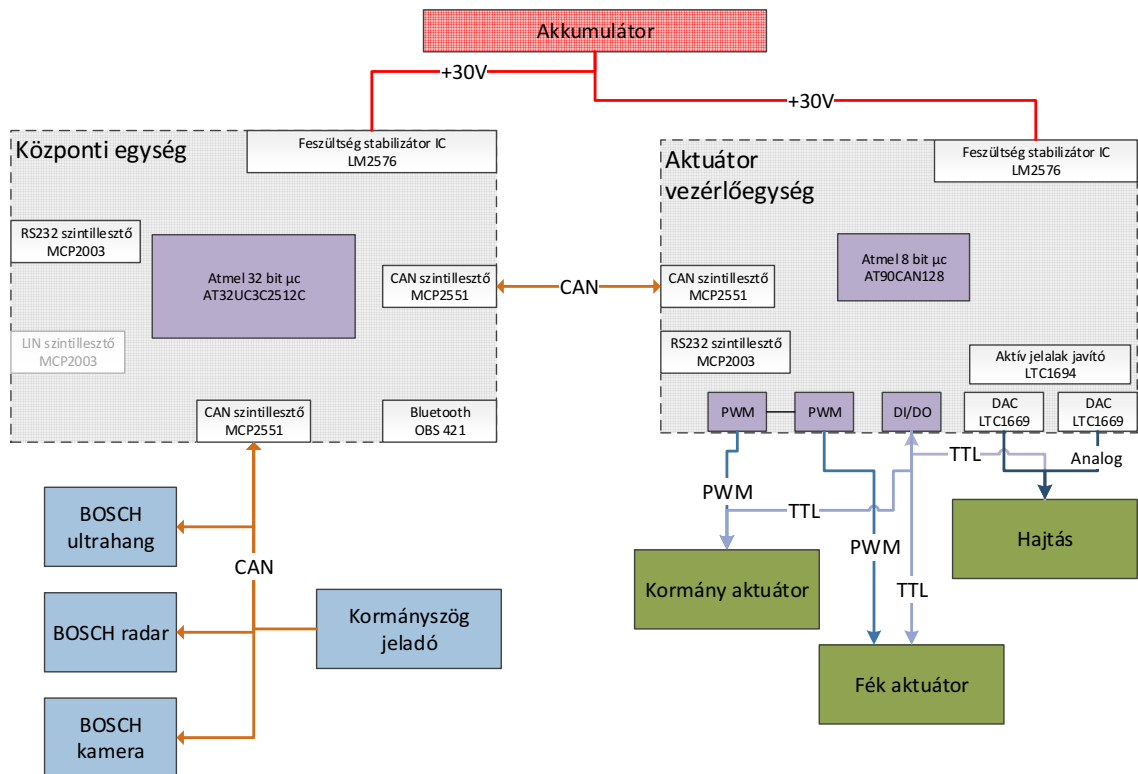 Akkumulátor
+30V
+30V
Központi egység
Feszültség stabilizátor IC
LM2576
RS232 szintillesztő
MCP2003
Atmel 32 bit µc
AT32UC3C2512C
CAN szintillesztő
MCP2551
LIN szintillesztő
MCP2003
CAN szintillesztő
MCP2551
Bluetooth
OBS 421
CAN
Aktuátor
vezérlőegység
Feszültség stabilizátor IC
LM2576
Atmel 8 bit µc
AT90CAN128
CAN szintillesztő
MCP2551
RS232 szintillesztő
MCP2003
Aktív jelalak javító
LTC1694
PWM
PWM
DI/DO
DAC
LTC1669
DAC
LTC1669
TTL
Analog
PWM
TTL
PWM
TTL
BOSCH
ultrahang
CAN
BOSCH radar
Kormányszög
jeladó
BOSCH
kamera
Kormány aktuátor
Hajtás
Fék aktuátor